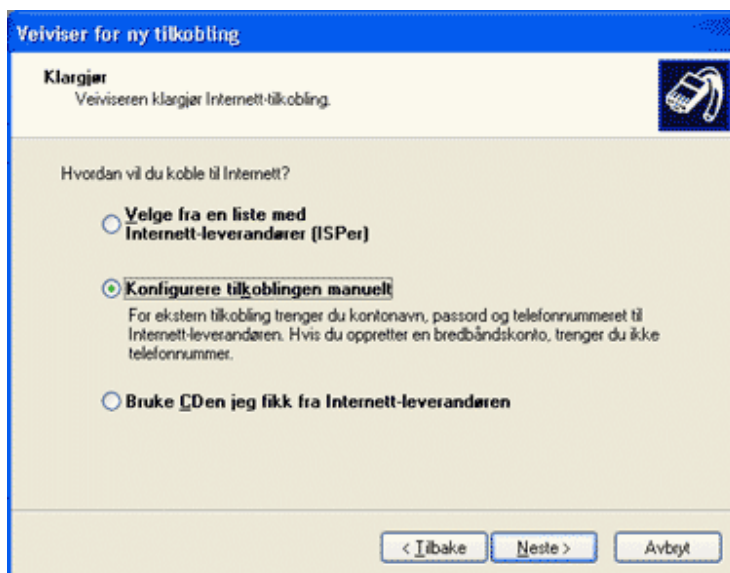 Veiviser for ny tilkobling
Klargjør
Veiviseren klargjør Internett-tilkobling.
Hvordan vil du koble til Internett?
Velge fra en liste med
Internett-leverandører (ISPer)
Konfigurere tilkoblingen manuelt
For ekstern tilkobling trenger du kontonavn, passord og telefonnummeret til
Internett-leverandøren. Hvis du oppretter en bredbåndskonto, trenger du ikke
telefonnummer.
Bruke CDen jeg fikk fra Internett-leverandøren
< Tilbake
Neste >
Avbryt